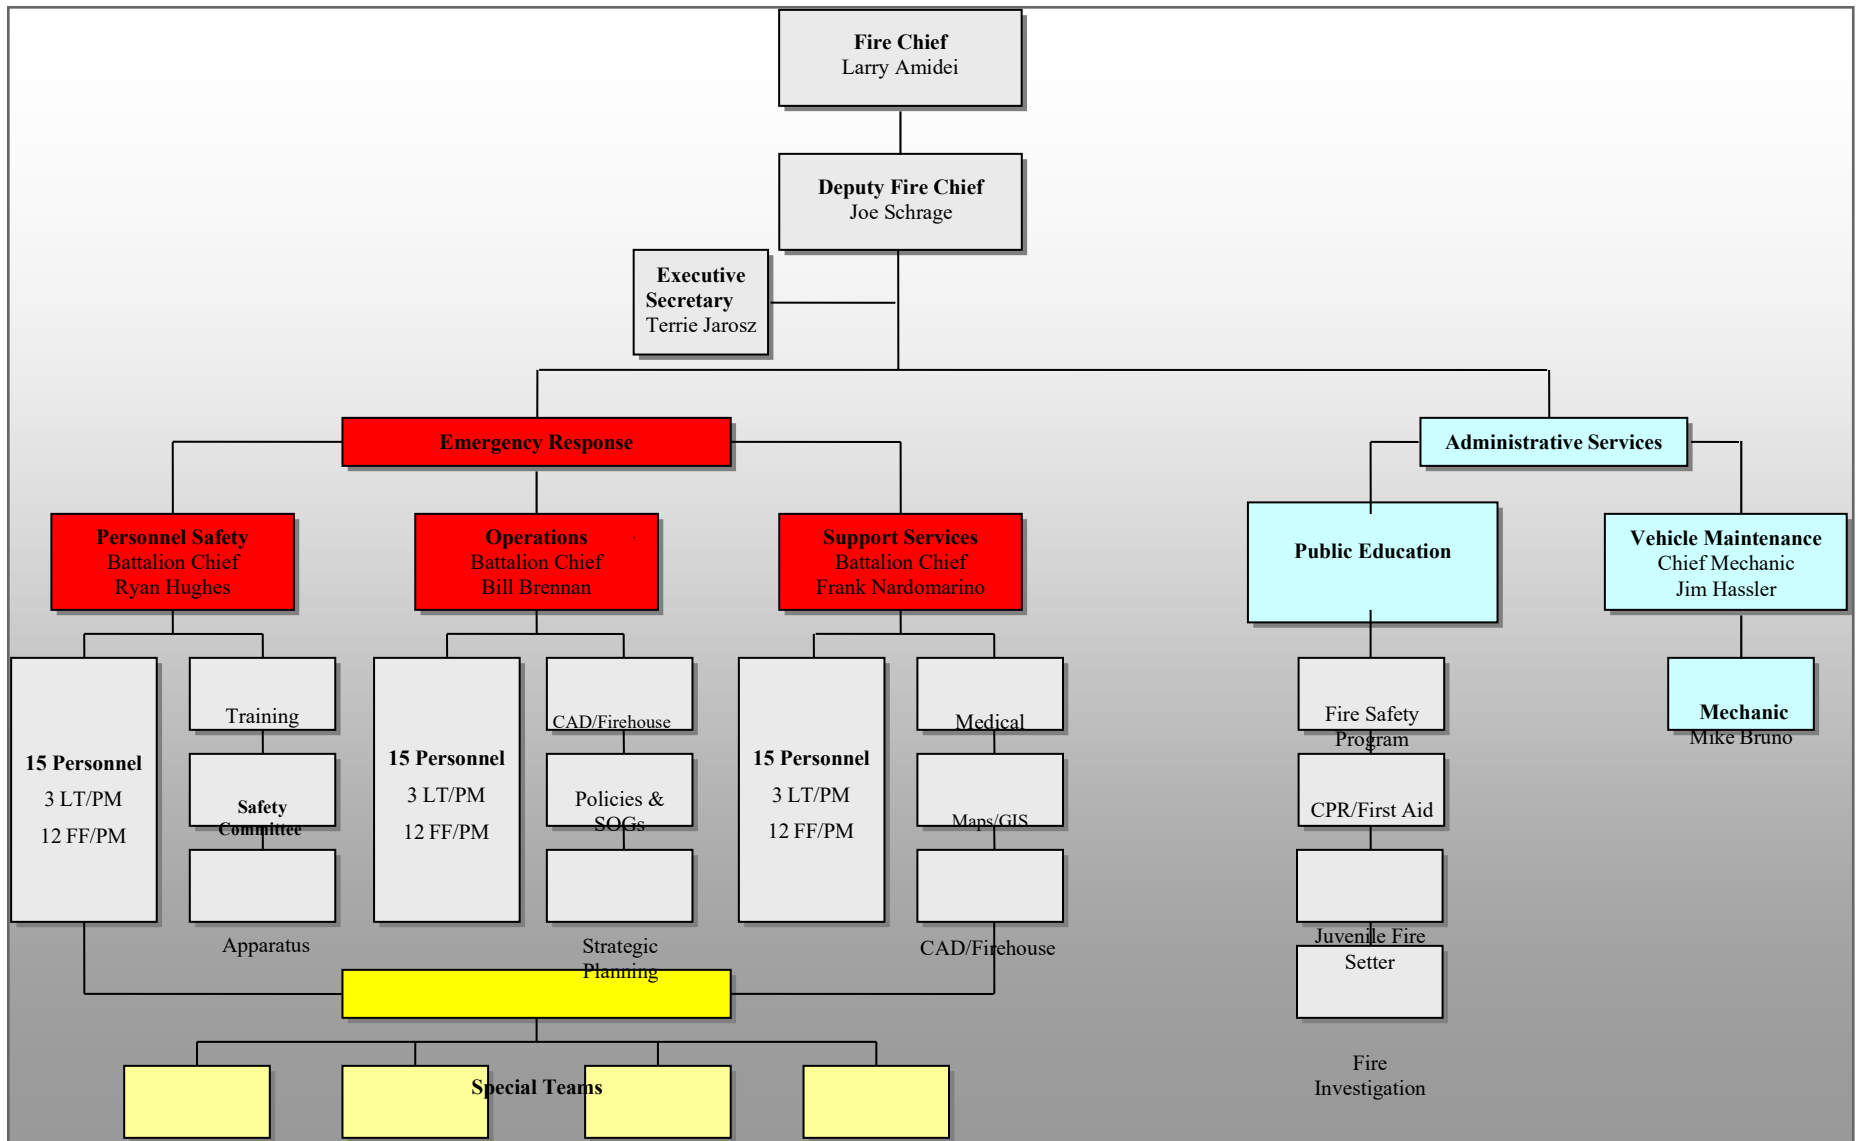 Fire Chief
Larry Amidei
Deputy Fire Chief
Joe Schrage
Executive
Secretary
Terrie Jarosz
Emergency Response
Administrative Services
Personnel Safety
Battalion Chief
Ryan Hughes
Operations
Battalion Chief
Bill Brennan
Support Services
Battalion Chief
Frank Nardomarino
Public Education
Vehicle Maintenance
Chief Mechanic
Jim Hassler
15 Personnel
3 LT/PM
12 FF/PM
Training
Safety
Committee
Apparatus
15 Personnel
3 LT/PM
12 FF/PM
CAD/Firehouse
Policies &
SOGs
Strategic
Planning
15 Personnel
3 LT/PM
12 FF/PM
Medical
Maps/GIS
CAD/Firehouse
Fire Safety
Program
CPR/First Aid
Juvenile Fire
Setter
Fire
Investigation
Mechanic
Mike Bruno
Special Teams